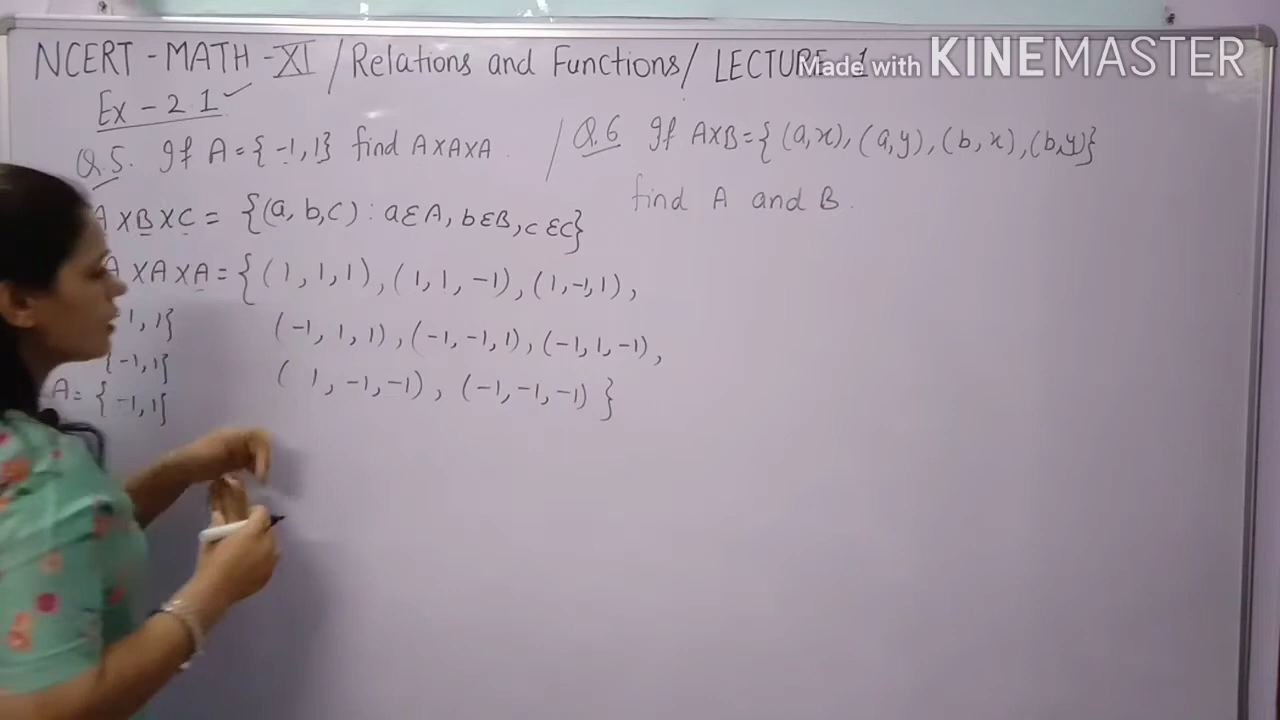 NCERT - MATH - XI / Relations and Functions / LECTURE - 1
Made with KINEMASTER
Ex - 2.1 ✓
Q.5. If A = { -1, 1} find A×A×A.
A × B × C = {(a, b, c) : a∈A, b∈B, c∈C}
A × A × A = { (1, 1, 1), (1, 1, -1), (1, -1, 1),
(-1, 1, 1), (-1, -1, 1), (-1, 1, -1),
( 1, -1, -1), (-1, -1, -1) }
-1, 1}
{-1, 1}
A = {-1, 1}
Q.6 If A×B = { (a, x), (a, y), (b, x), (b, y)}
find A and B.